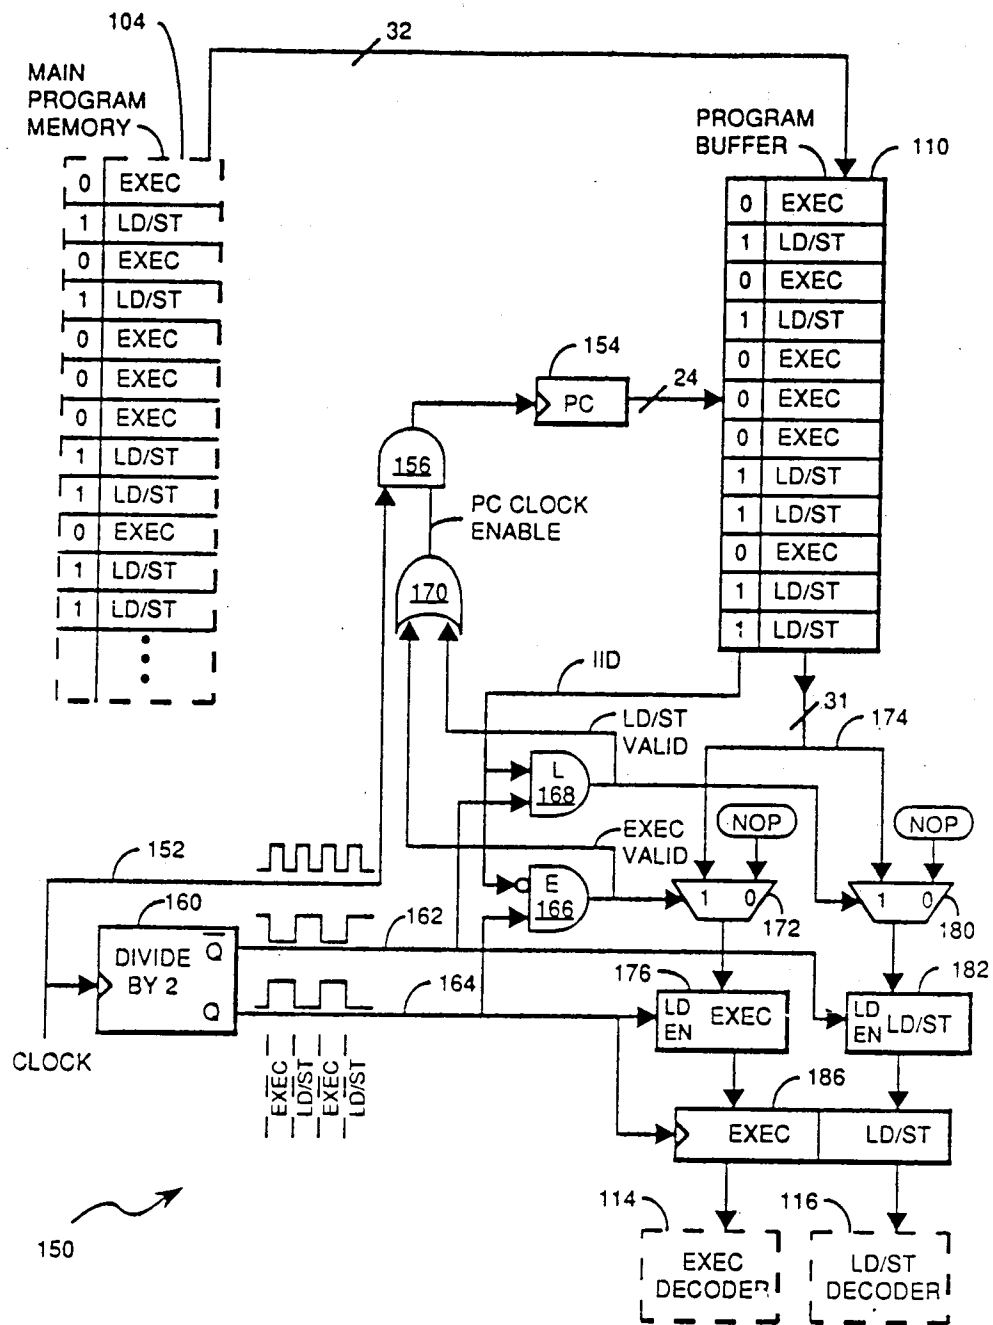 104
32
MAIN
PROGRAM
MEMORY
0 EXEC
1 LD/ST
0 EXEC
1 LD/ST
0 EXEC
0 EXEC
0 EXEC
1 LD/ST
1 LD/ST
0 EXEC
1 LD/ST
1 LD/ST
PROGRAM
BUFFER
110
0 EXEC
1 LD/ST
0 EXEC
1 LD/ST
0 EXEC
0 EXEC
0 EXEC
1 LD/ST
1 LD/ST
0 EXEC
1 LD/ST
1 LD/ST
154
PC
24
156
PC CLOCK
ENABLE
170
IID
31
174
LD/ST
VALID
L
168
EXEC
VALID
E
166
NOP
NOP
1 0
172
1 0
180
152
160
DIVIDE
BY 2
Q
Q
162
164
CLOCK
EXEC
LD/ST
EXEC
LD/ST
176
LD
EN
EXEC
182
LD
EN
LD/ST
186
EXEC
LD/ST
114
EXEC
DECODER
116
LD/ST
DECODER
150